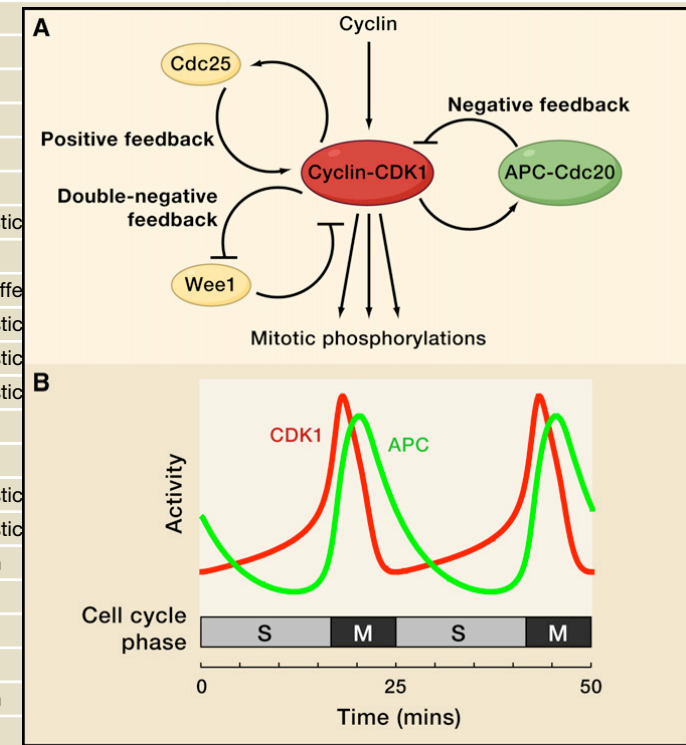 A
Cyclin
Cdc25
Negative feedback
Positive feedback
Cyclin-CDK1
APC-Cdc20
Double-negative
feedback
Wee1
Mitotic phosphorylations
B
CDK1
APC
Activity
Cell cycle
phase
S M S M
0 25 50
Time (mins)